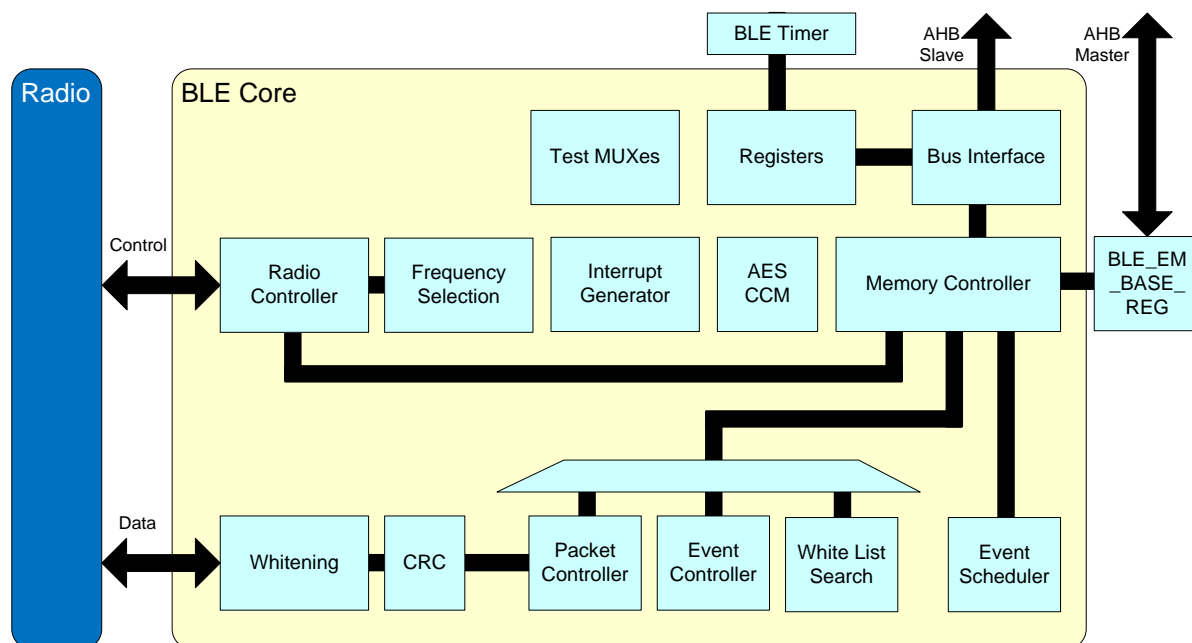 BLE Timer
AHB
Slave
AHB
Master
Radio
BLE Core
Test MUXes
Registers
Bus Interface
Control
Radio
Controller
Frequency
Selection
Interrupt
Generator
AES
CCM
Memory Controller
BLE_EM
_BASE_
REG
Data
Whitening
CRC
Packet
Controller
Event
Controller
White List
Search
Event
Scheduler